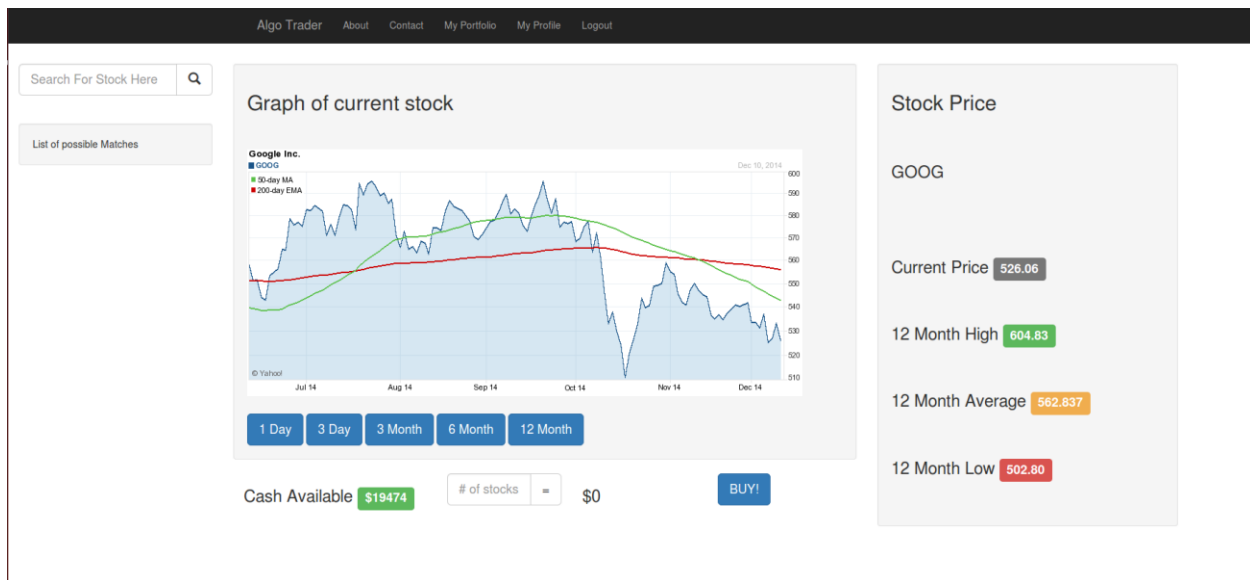 Algo Trader About Contact My Portfolio My Profile Logout
Search For Stock Here
List of possible Matches
Graph of current stock
Google Inc.
GOOG
Dec 10, 2014
50-day MA
200-day EMA
600
590
580
570
560
550
540
530
520
510
© Yahoo!
Jul 14 Aug 14 Sep 14 Oct 14 Nov 14 Dec 14
1 Day 3 Day 3 Month 6 Month 12 Month
Cash Available $19474 # of stocks = $0 BUY!
Stock Price
GOOG
Current Price 526.06
12 Month High 604.83
12 Month Average 562.837
12 Month Low 502.80